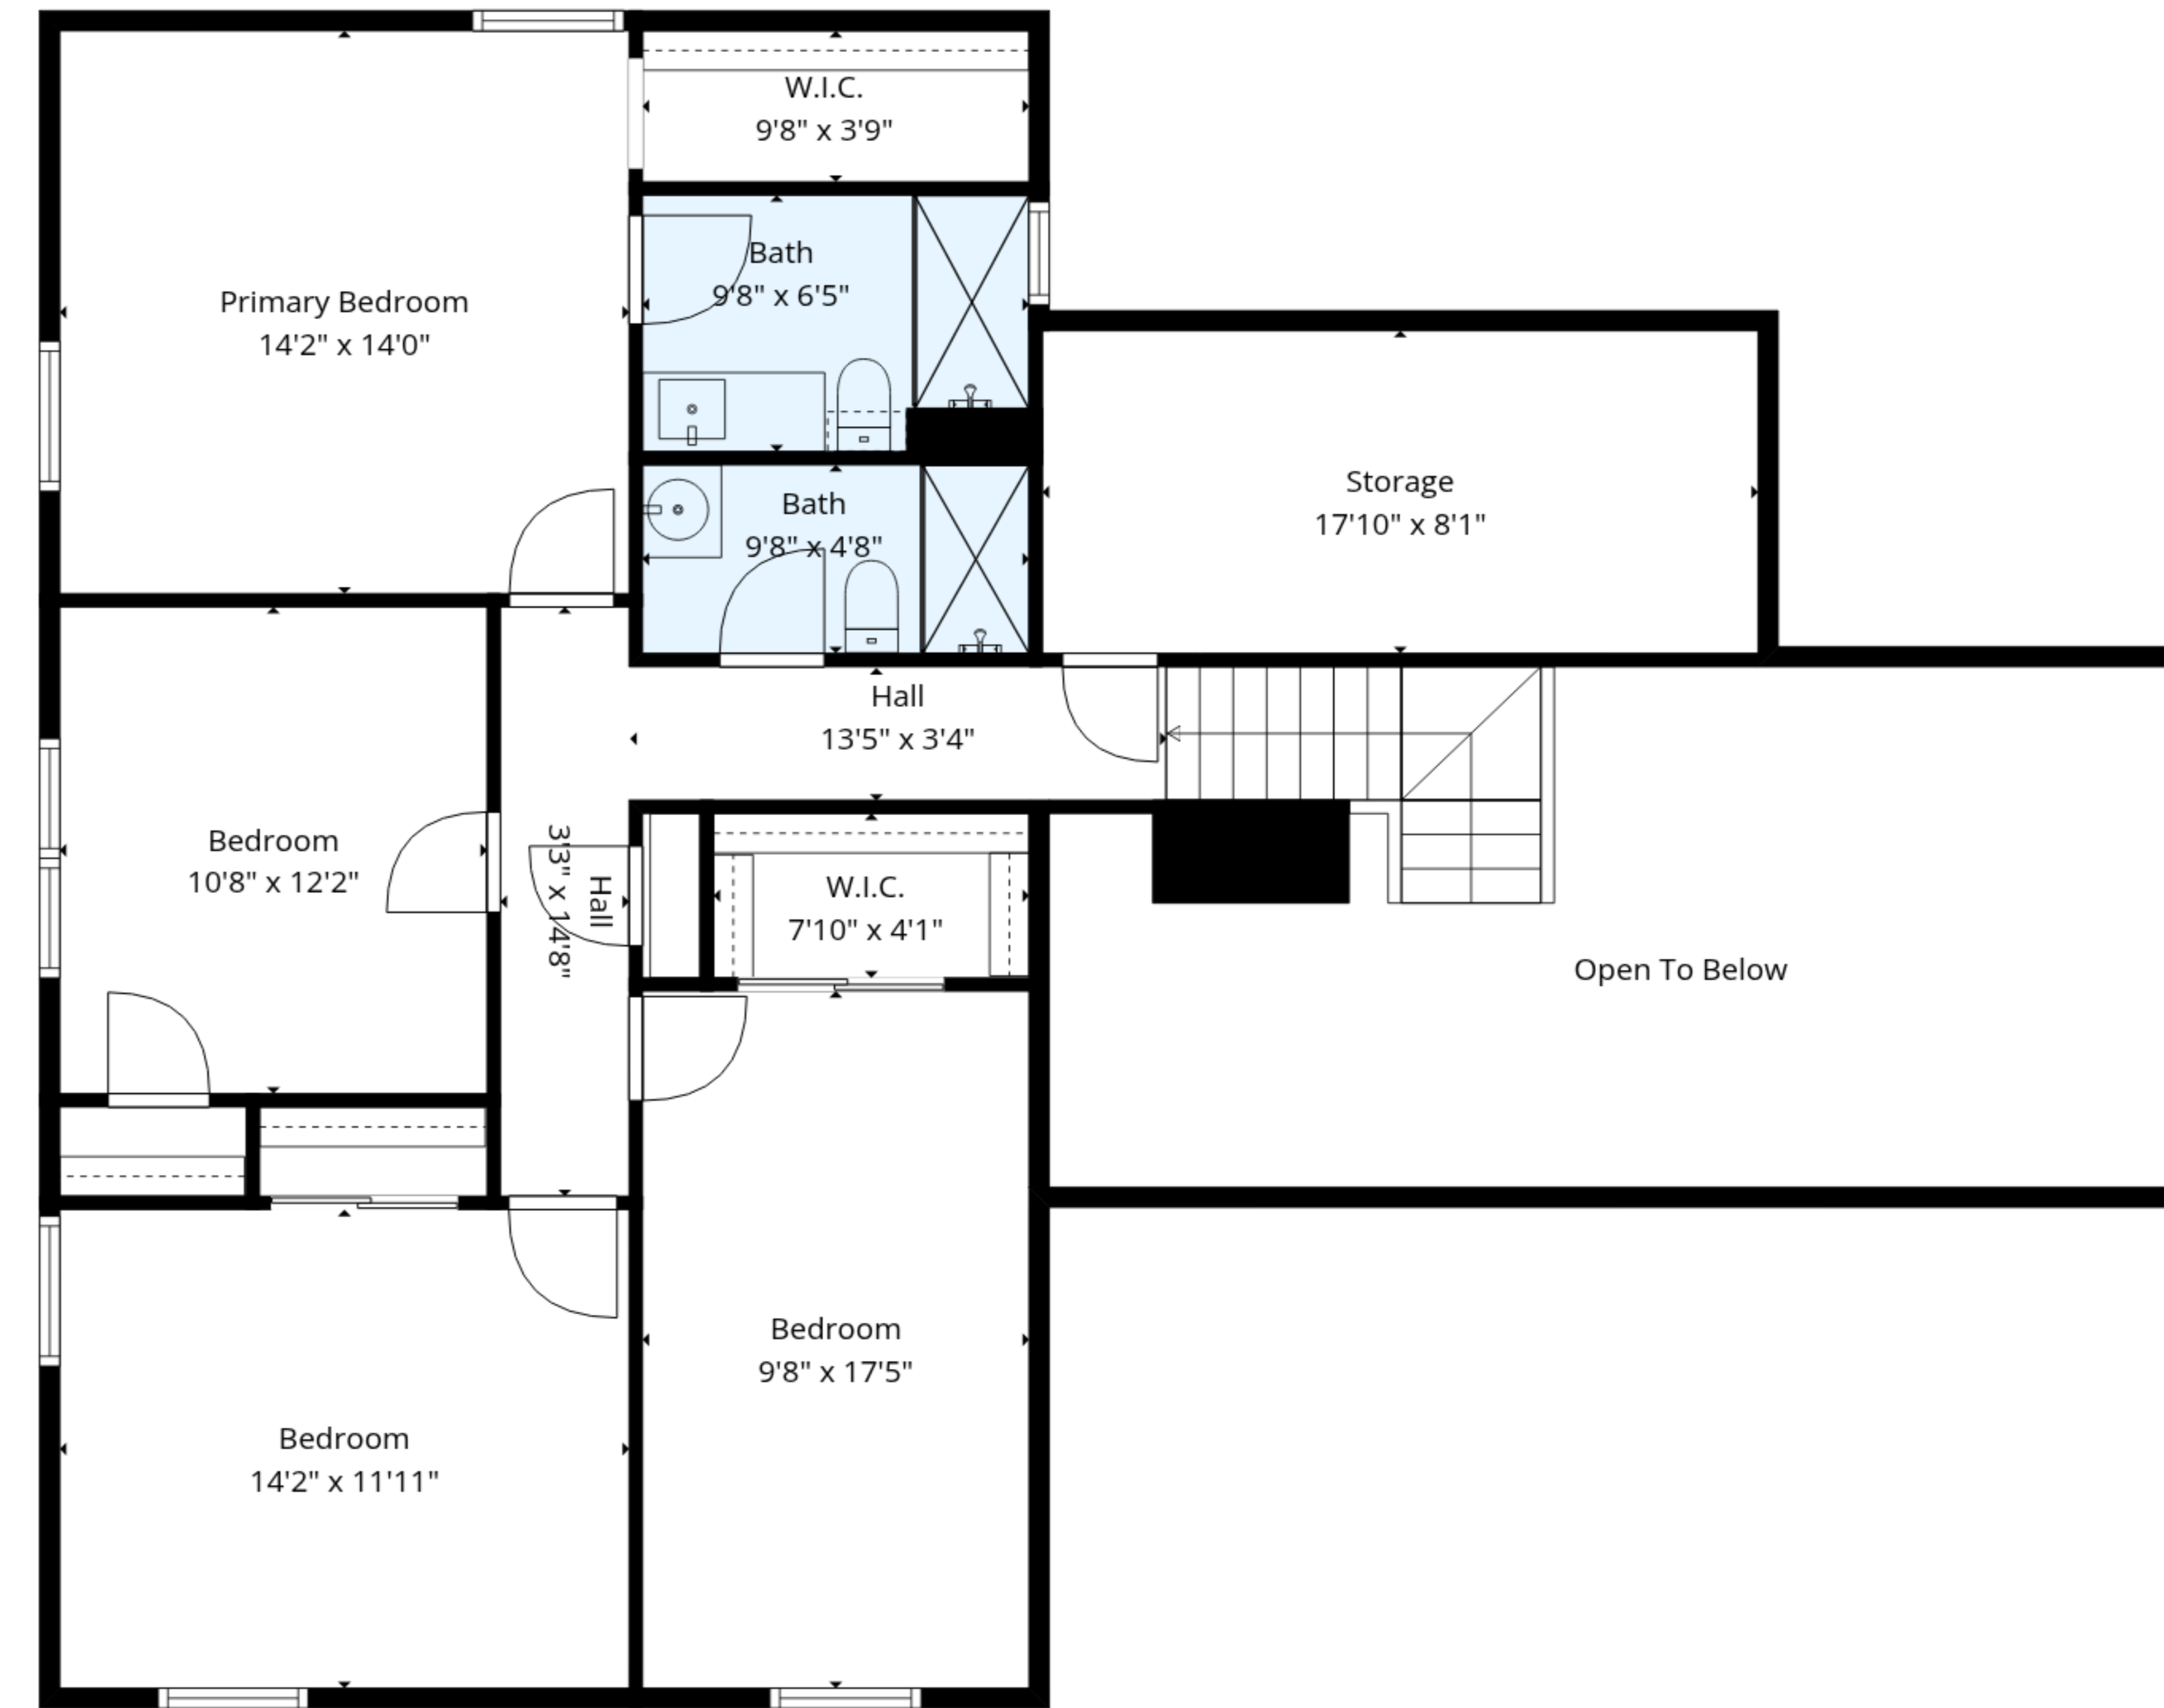 W.I.C.
9'8" x 3'9"
Bath
9'8" x 6'5"
Primary Bedroom
14'2" x 14'0"
Storage
17'10" x 8'1"
Bath
9'8" x 4'8"
Hall
13'5" x 3'4"
Bedroom
10'8" x 12'2"
Hall
3'3" x 14'8"
W.I.C.
7'10" x 4'1"
Open To Below
Bedroom
9'8" x 17'5"
Bedroom
14'2" x 11'11"